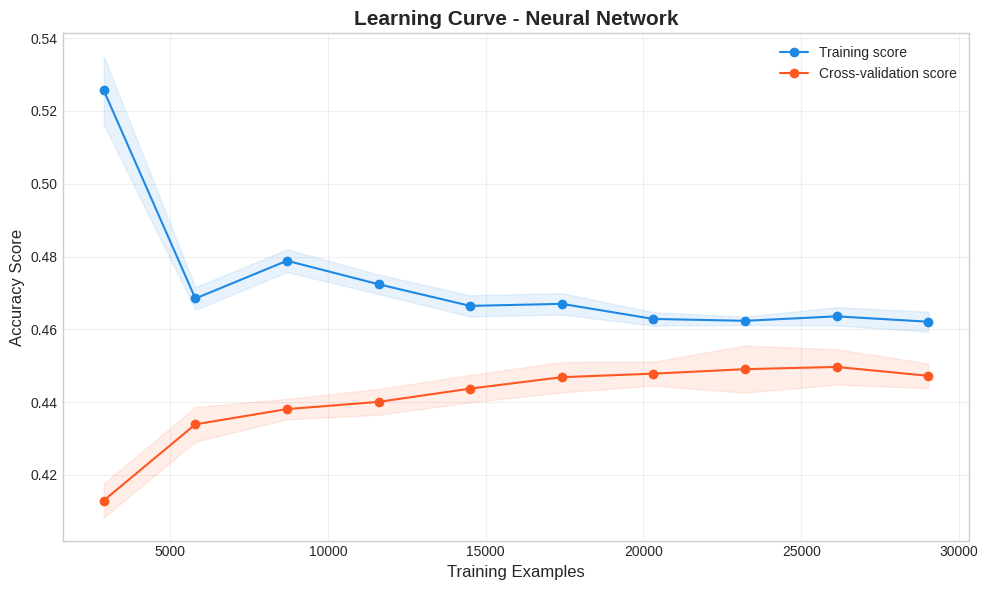 Learning Curve - Neural Network
Training score
Cross-validation score
Accuracy Score
0.54
0.52
0.50
0.48
0.46
0.44
0.42
5000
10000
15000
20000
25000
30000
Training Examples